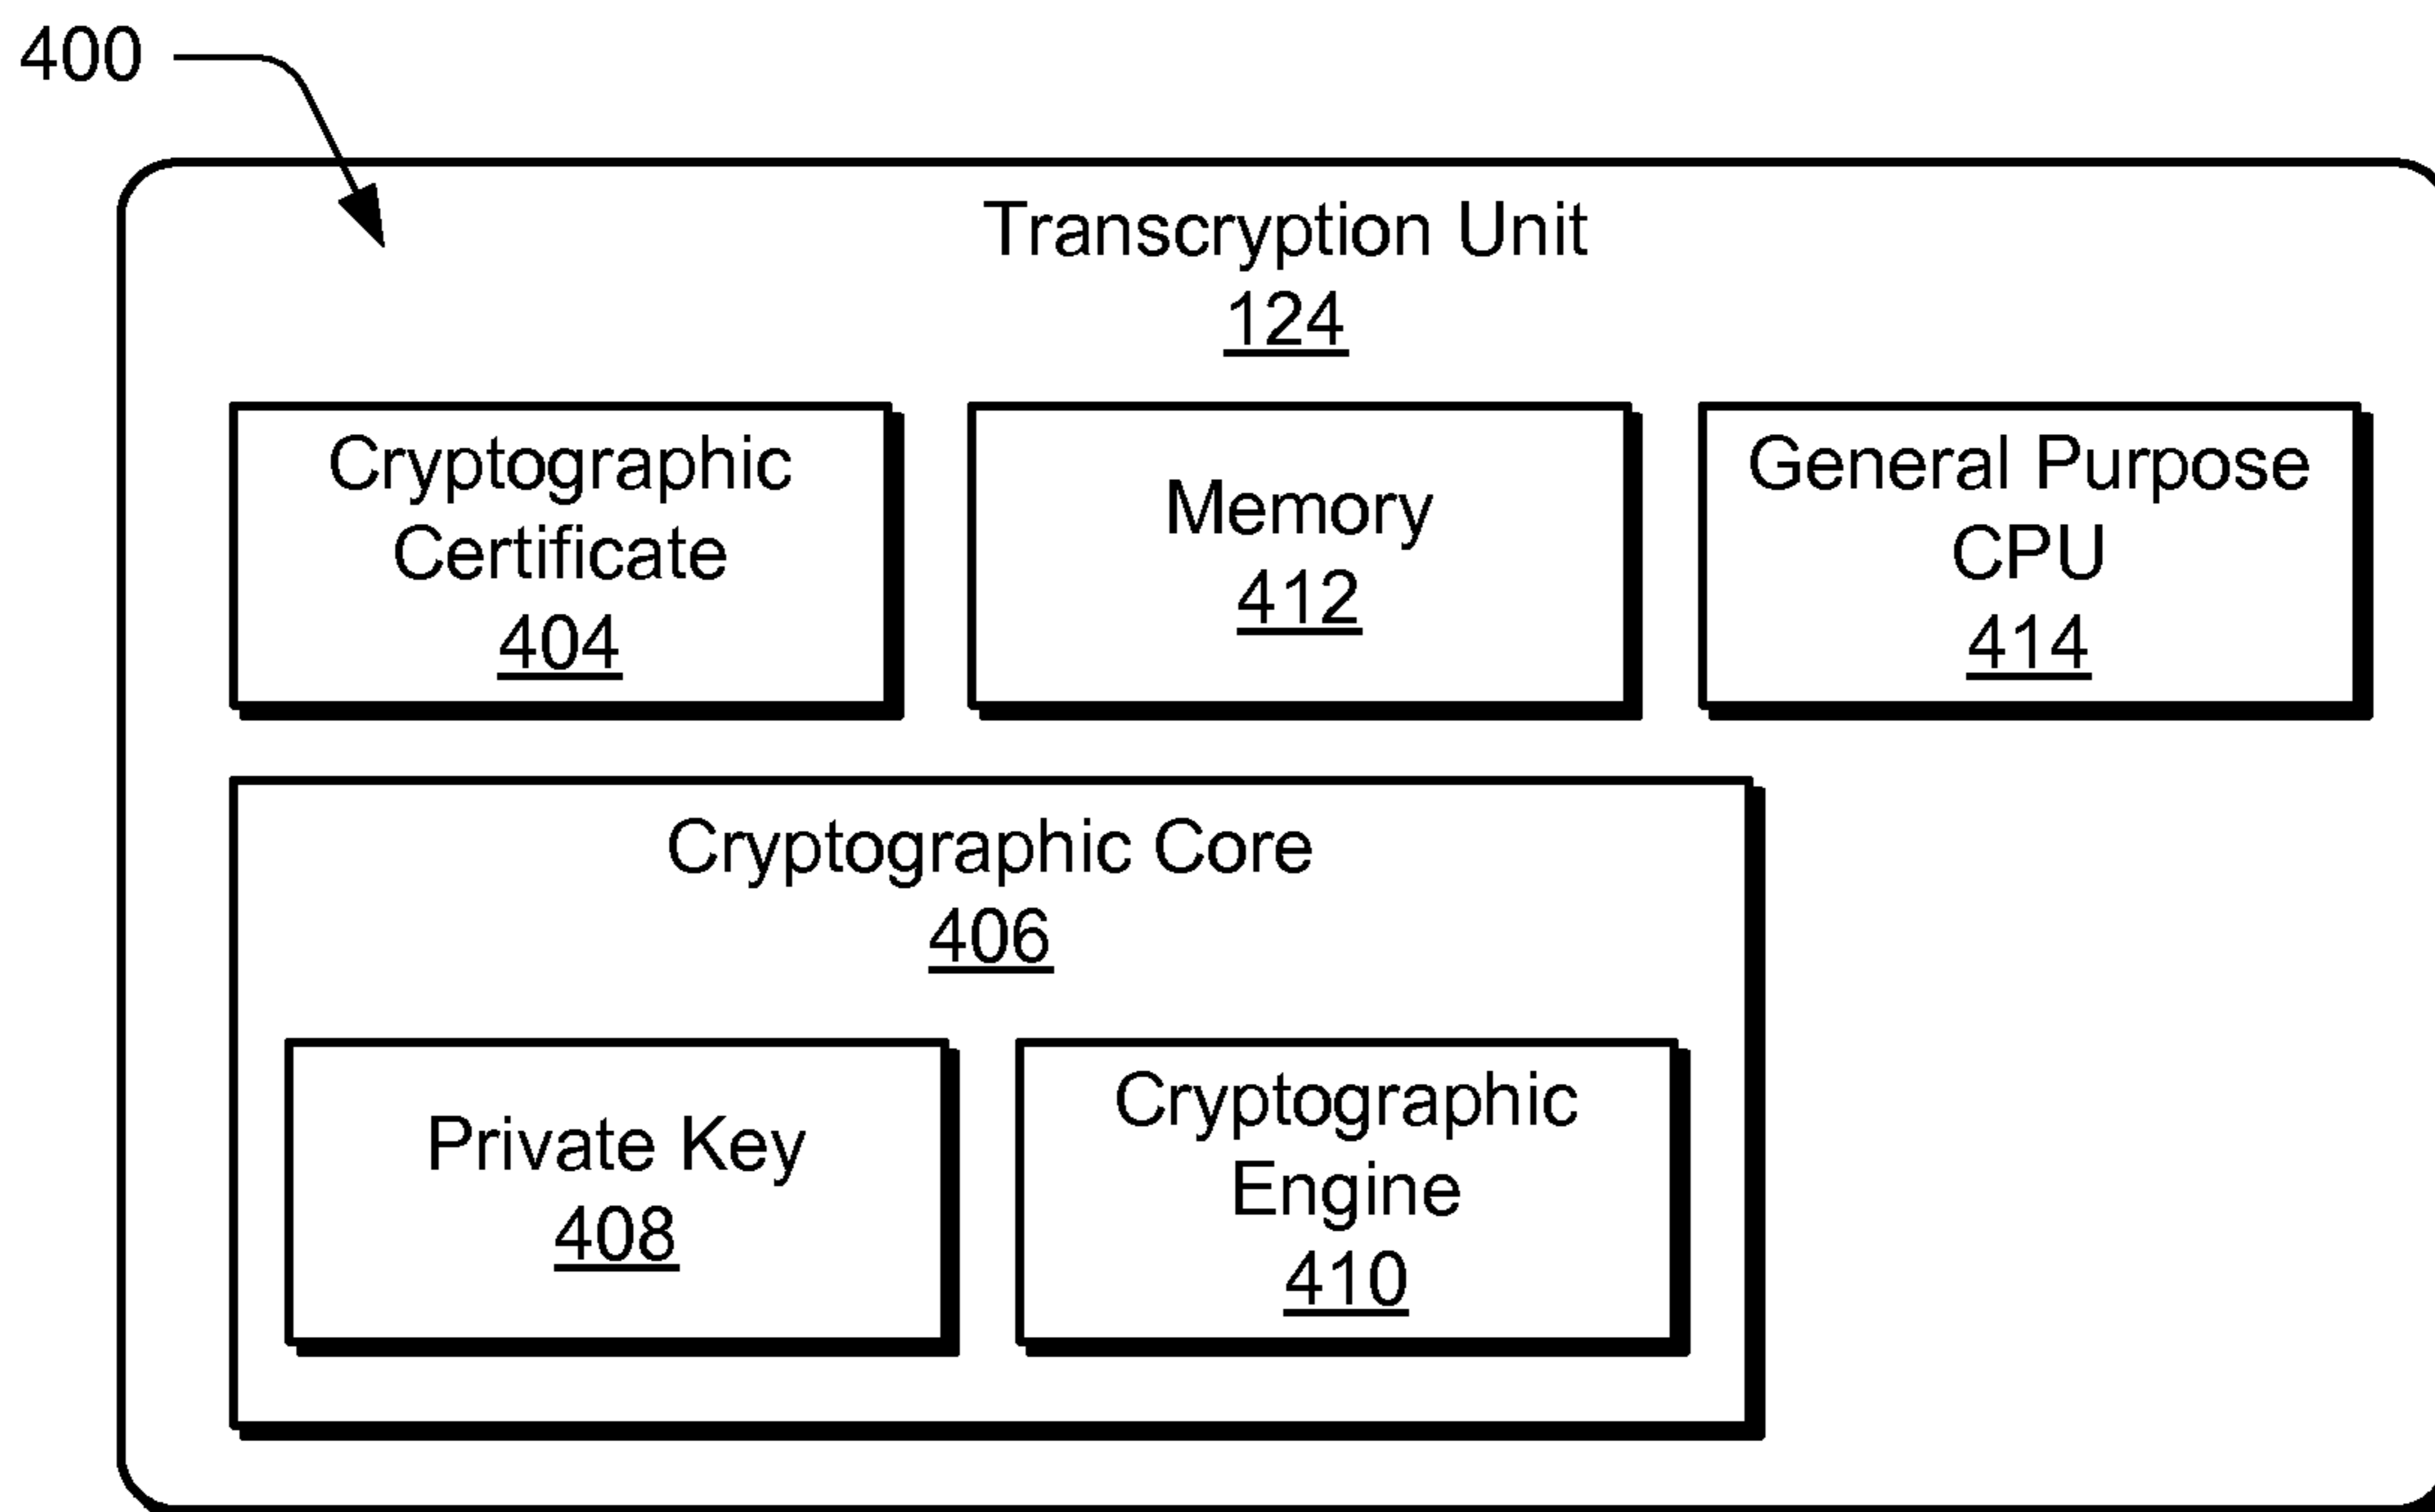 400
Transcryption Unit
124
Cryptographic
Certificate
404
Memory
412
General Purpose
CPU
414
Cryptographic Core
406
Private Key
408
Cryptographic
Engine
410